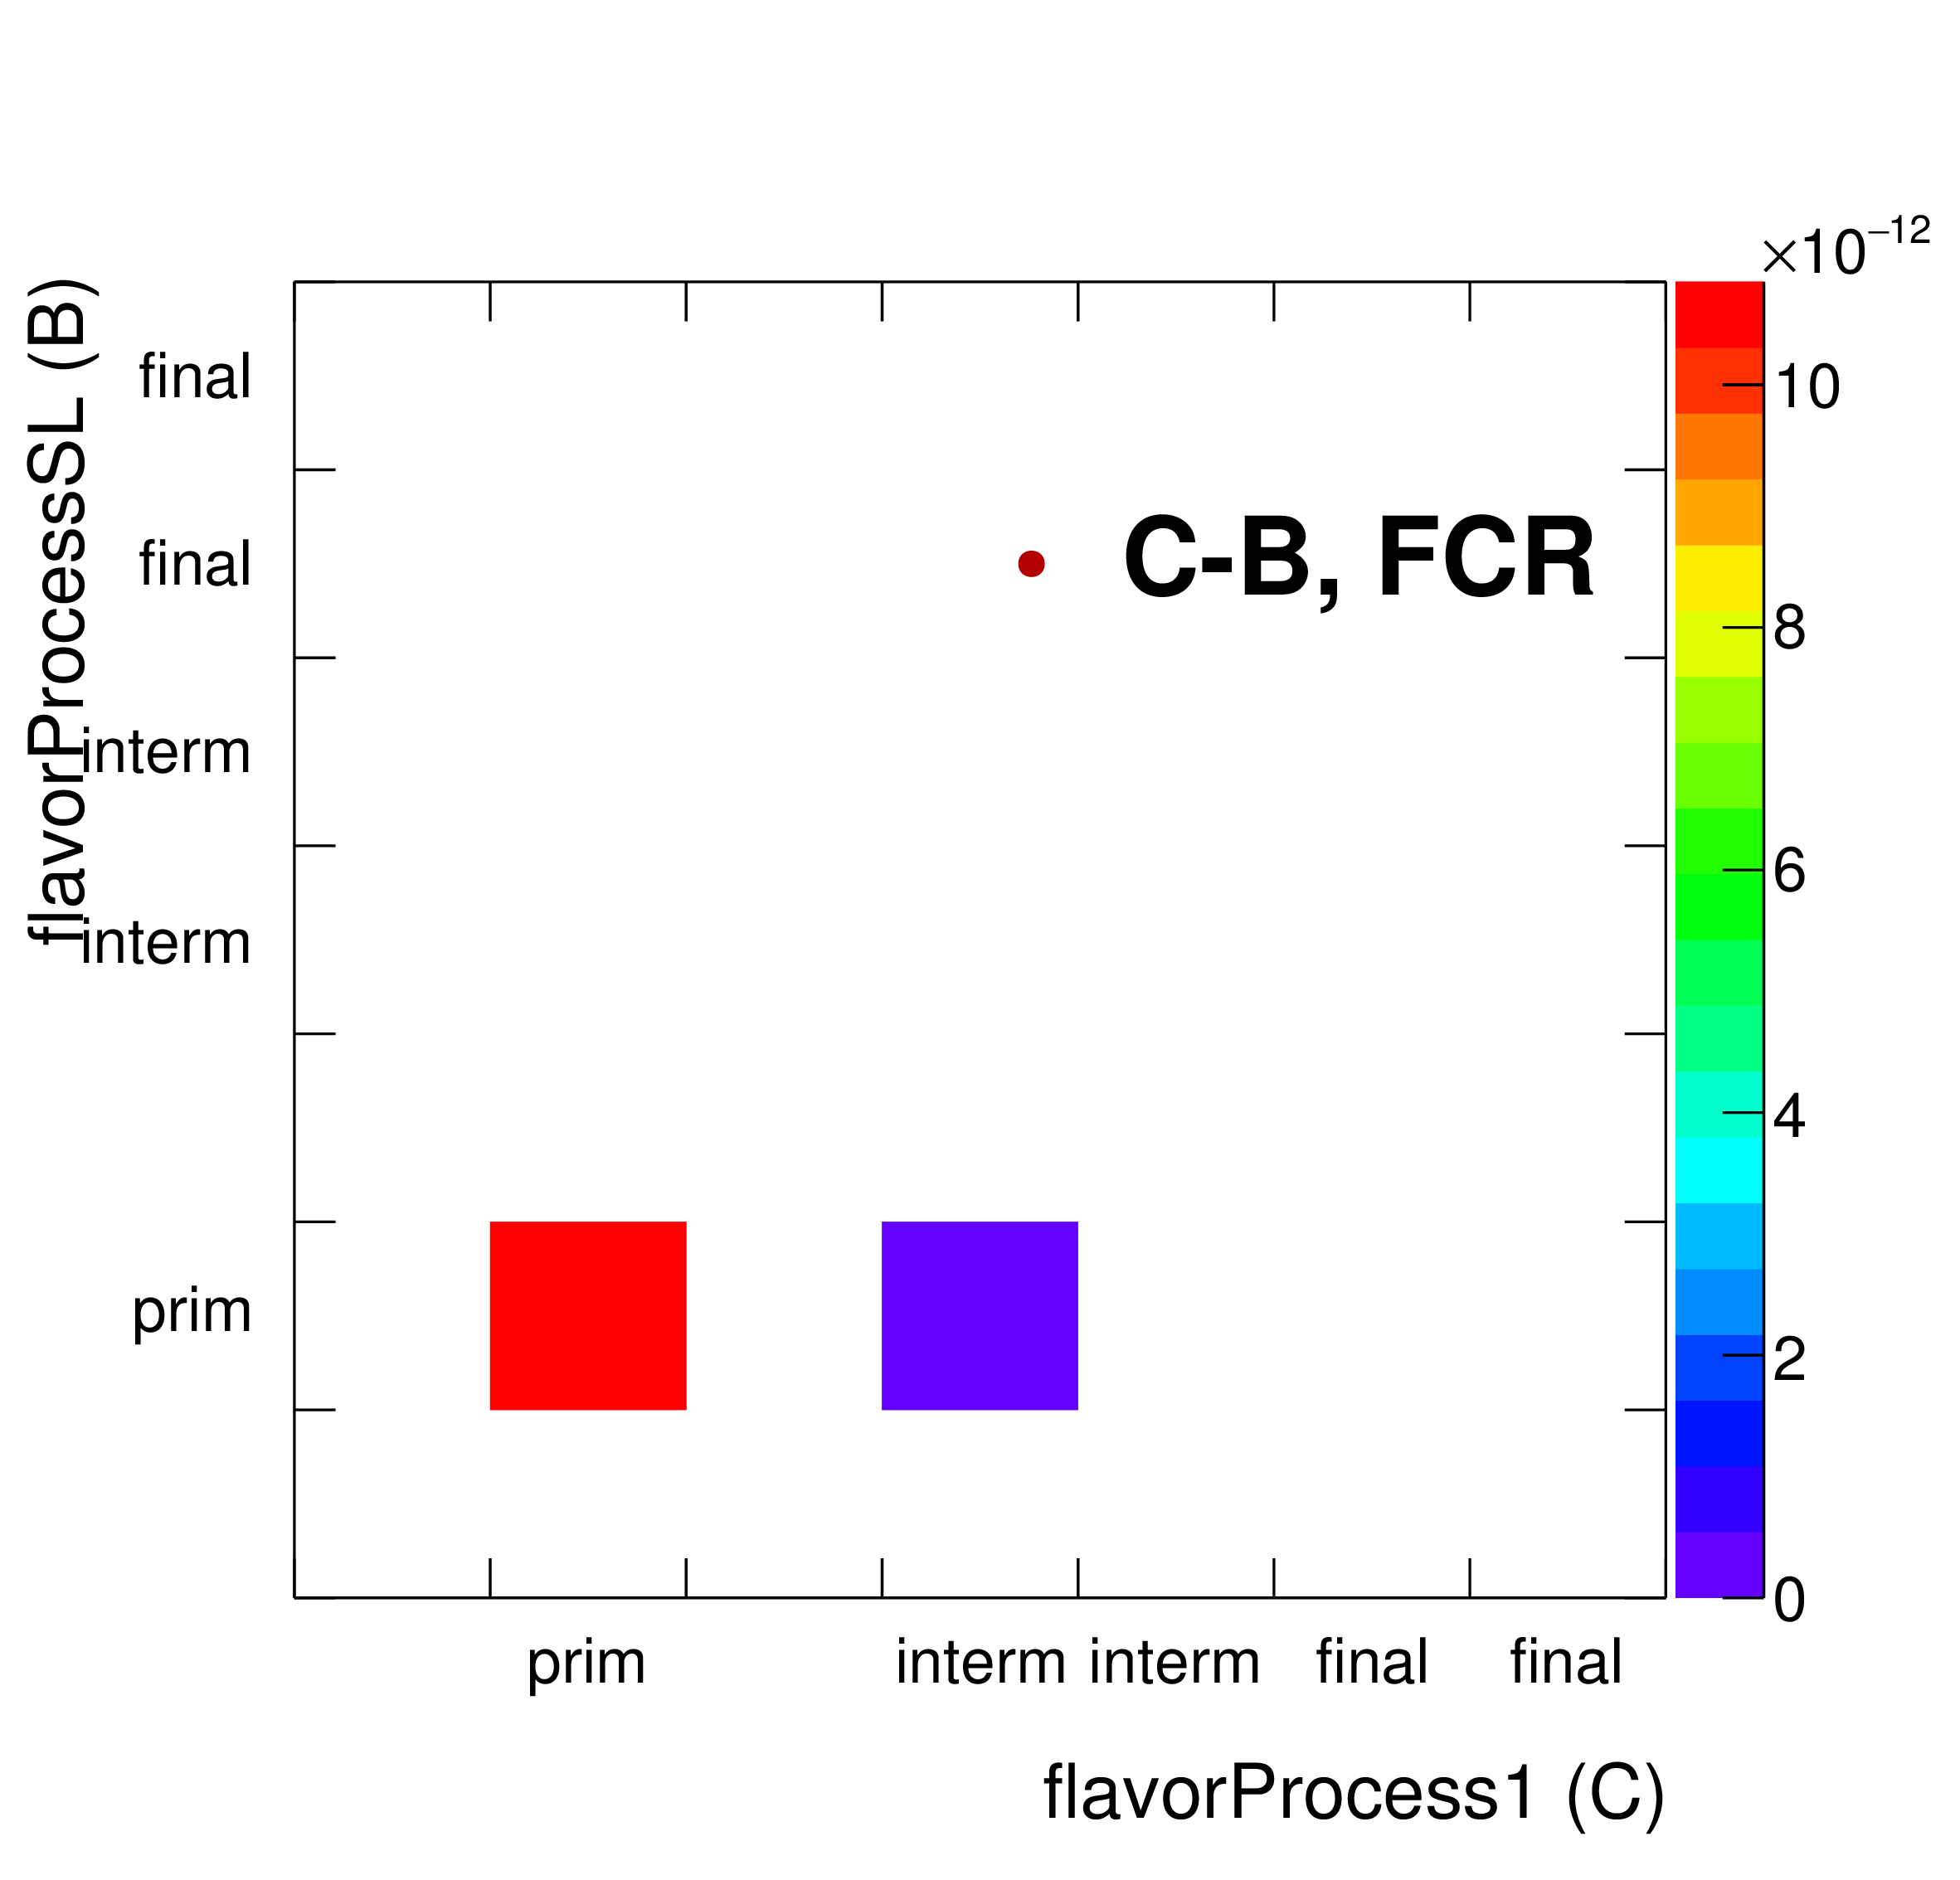 ×10−12
flavorProcessSL (B)
final
final
interm
interm
prim
C-B, FCR
10
8
6
4
2
0
prim interm interm final final
flavorProcess1 (C)